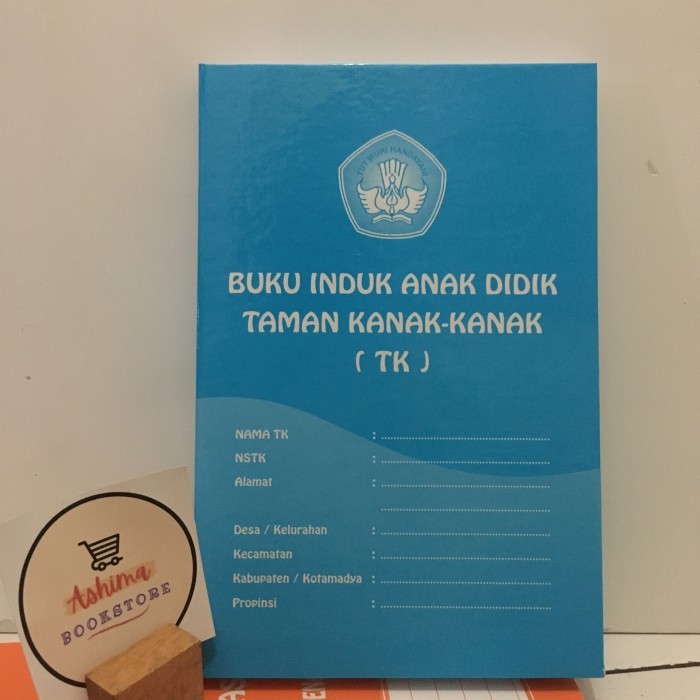 TUT WURI HANDAYANI
BUKU INDUK ANAK DIDIK
TAMAN KANAK-KANAK
( TK )
NAMA TK :
NSTK :
Alamat :
Desa / Kelurahan :
Kecamatan :
Kabupaten / Kotamadya :
Propinsi :
Ashima
BOOKSTORE